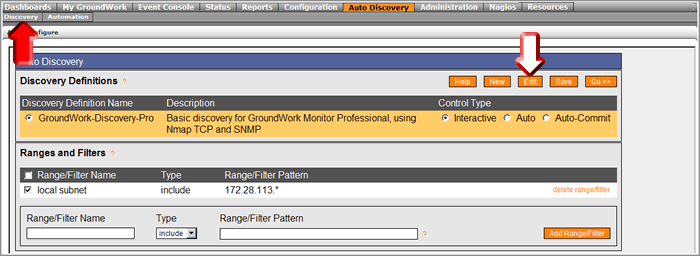 Dashboards My GroundWork Event Console Status Reports Configuration Auto Discovery Administration Nagios Resources
Discovery Automation
figure
to Discovery
Discovery Definitions ? Help New Edit Save Go >>
Discovery Definition Name Description Control Type
GroundWork-Discovery-Pro Basic discovery for GroundWork Monitor Professional, using Interactive Auto Auto-Commit
Nmap TCP and SNMP
Ranges and Filters ?
Range/Filter Name Type Range/Filter Pattern
local subnet include 172.28.113.* delete range/filter
Range/Filter Name Type Range/Filter Pattern
include ? Add Range/Filter